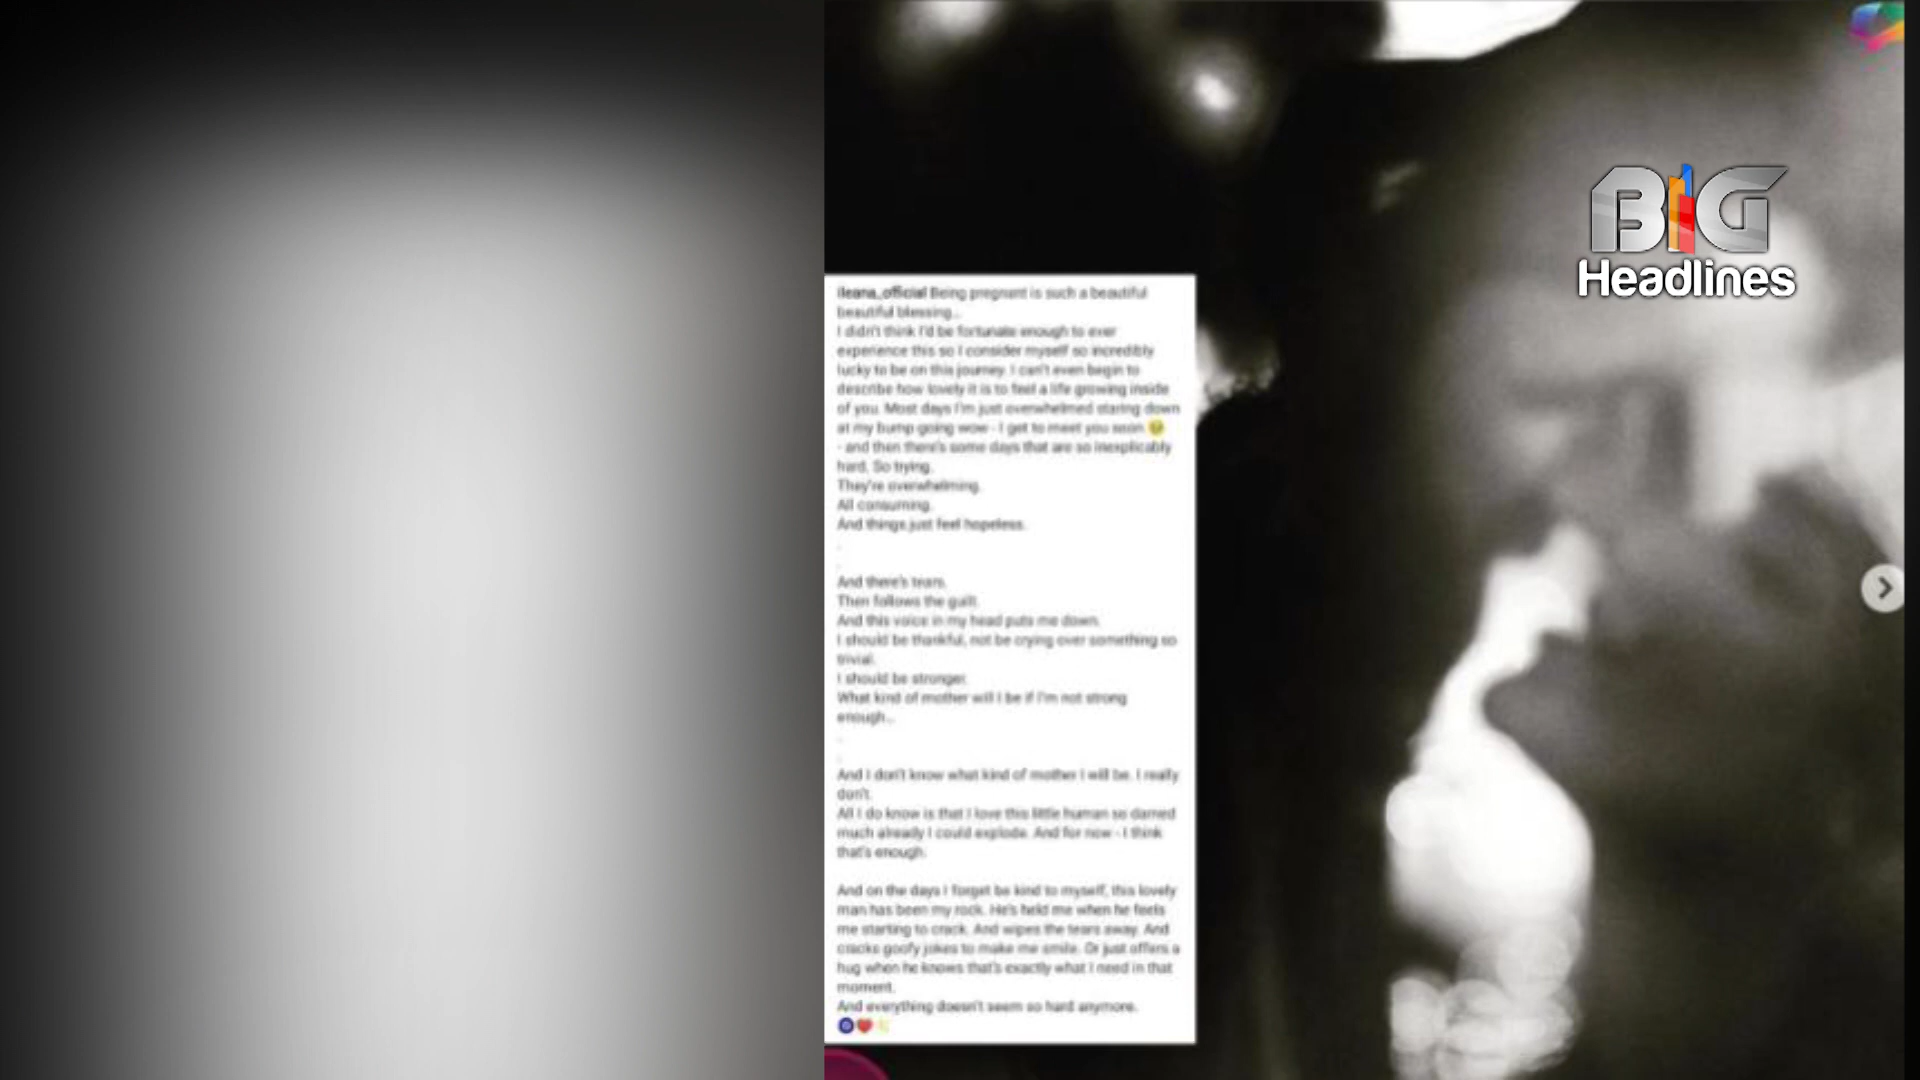 BIG
Headlines
ileana_official Being pregnant is such a beautiful
beautiful blessing...
I didn't think I'd be fortunate enough to ever
experience this so I consider myself so incredibly
lucky to be on this journey. I can't even begin to
describe how lovely it is to feel a life growing inside
of you. Most days I'm just overwhelmed staring down
at my bump going wow - I get to meet you soon 🥹
- and then there's some days that are so inexplicably
hard. So trying.
They're overwhelming.
All consuming.
And things just feel hopeless.
.
.
And there's tears.
Then follows the guilt.
And this voice in my head puts me down.
I should be thankful, not be crying over something so
trivial.
I should be stronger.
What kind of mother will I be if I'm not strong
enough...
.
.
And I don't know what kind of mother I will be. I really
don't.
All I do know is that I love this little human so darned
much already I could explode. And for now - I think
that's enough.
And on the days I forget be kind to myself, this lovely
man has been my rock. He's held me when he feels
me starting to crack. And wipes the tears away. And
cracks goofy jokes to make me smile. Or just offers a
hug when he knows that's exactly what I need in that
moment.
And everything doesn't seem so hard anymore.